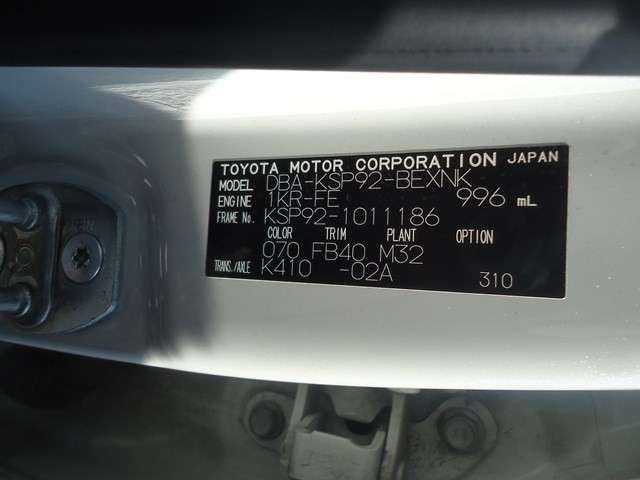 TOYOTA MOTOR CORPORATION JAPAN
MODEL DBA-KSP92-BEXNK
ENGINE 1KR-FE 996 mL
FRAME No. KSP92-1011186
COLOR TRIM PLANT OPTION
070 FB40 M32
TRANS./AXLE K410 -02A
310